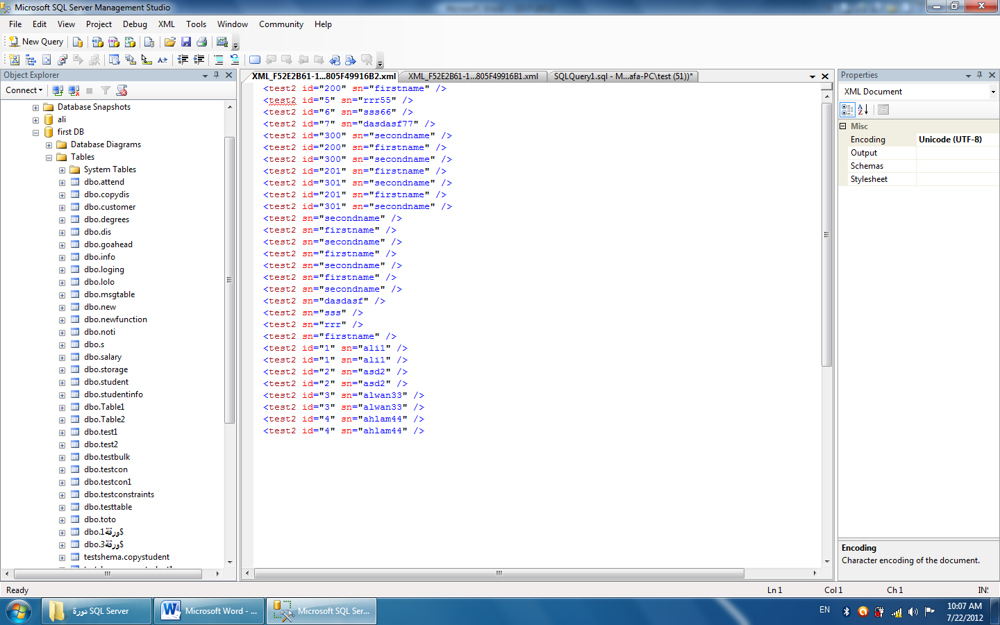 Microsoft SQL Server Management Studio
File Edit View Project Debug XML Tools Window Community Help
New Query
Object Explorer
Connect
Database Snapshots
ali
first DB
Database Diagrams
Tables
System Tables
dbo.attend
dbo.copydis
dbo.customer
dbo.degrees
dbo.dis
dbo.goahead
dbo.info
dbo.loging
dbo.lolo
dbo.msgtable
dbo.new
dbo.newfunction
dbo.noti
dbo.s
dbo.salary
dbo.storage
dbo.student
dbo.studentinfo
dbo.Table1
dbo.Table2
dbo.test1
dbo.test2
dbo.testbulk
dbo.testcon
dbo.testcon1
dbo.testconstraints
dbo.testtable
dbo.toto
dbo.ورقة1$
dbo.ورقة3$
testshema.copystudent
XML_F52E2B61-1...805F49916B2.xml XML_F52E2B61-1...805F49916B1.xml SQLQuery1.sql - M...afa-PC\test (51))*
<test2 id="200" sn="firstname" />
<test2 id="5" sn="rrr55" />
<test2 id="6" sn="sss66" />
<test2 id="7" sn="dasdasf77" />
<test2 id="300" sn="secondname" />
<test2 id="200" sn="firstname" />
<test2 id="300" sn="secondname" />
<test2 id="201" sn="firstname" />
<test2 id="301" sn="secondname" />
<test2 id="201" sn="firstname" />
<test2 id="301" sn="secondname" />
<test2 sn="secondname" />
<test2 sn="firstname" />
<test2 sn="secondname" />
<test2 sn="firstname" />
<test2 sn="secondname" />
<test2 sn="firstname" />
<test2 sn="secondname" />
<test2 sn="dasdasf" />
<test2 sn="sss" />
<test2 sn="rrr" />
<test2 sn="firstname" />
<test2 id="1" sn="ali1" />
<test2 id="1" sn="ali1" />
<test2 id="2" sn="asd2" />
<test2 id="2" sn="asd2" />
<test2 id="3" sn="alwan33" />
<test2 id="3" sn="alwan33" />
<test2 id="4" sn="ahlam44" />
<test2 id="4" sn="ahlam44" />
Properties
XML Document
Misc
Encoding Unicode (UTF-8)
Output
Schemas
Stylesheet
Encoding
Character encoding of the document.
Ready Ln 1 Col 1 Ch 1 INS
دورة SQL Server Microsoft Word - ... Microsoft SQL Ser... EN 10:07 AM
7/22/2012